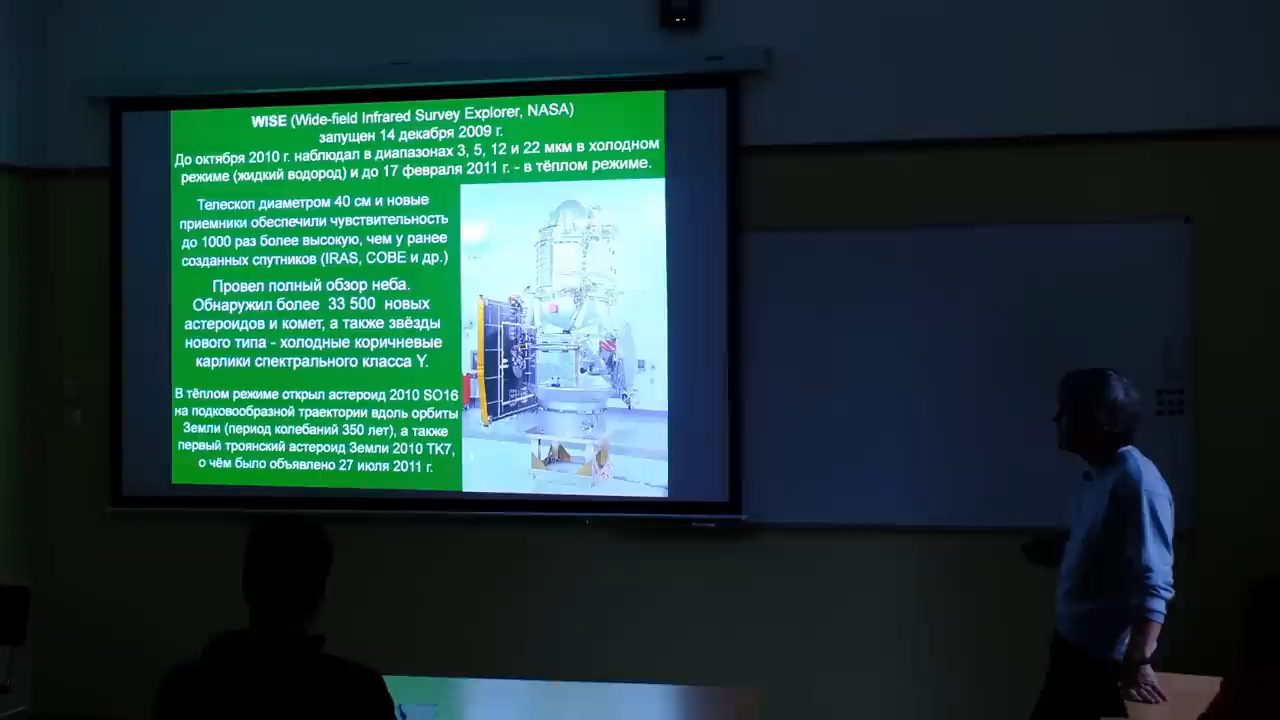 WISE (Wide-field Infrared Survey Explorer, NASA)
запущен 14 декабря 2009 г.
До октября 2010 г. наблюдал в диапазонах 3, 5, 12 и 22 мкм в холодном
режиме (жидкий водород) и до 17 февраля 2011 г. - в тёплом режиме.
Телескоп диаметром 40 см и новые
приемники обеспечили чувствительность
до 1000 раз более высокую, чем у ранее
созданных спутников (IRAS, COBE и др.)
Провел полный обзор неба.
Обнаружил более 33 500 новых
астероидов и комет, а также звёзды
нового типа - холодные коричневые
карлики спектрального класса Y.
В тёплом режиме открыл астероид 2010 SO16
на подковообразной траектории вдоль орбиты
Земли (период колебаний 350 лет), а также
первый троянский астероид Земли 2010 TK7,
о чём было объявлено 27 июля 2011 г.